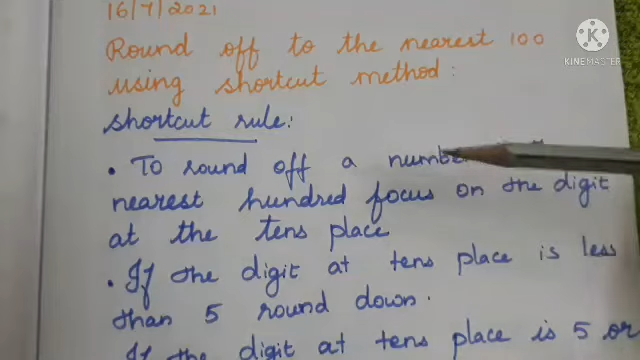 16/7/2021
Round off to the nearest 100
using shortcut method:
shortcut rule:
• To round off a
nearest hundred focus on the digit
at the tens place
• If the digit at tens place is less
than 5 round down.
If the digit at tens place is 5 or
KINEMASTER